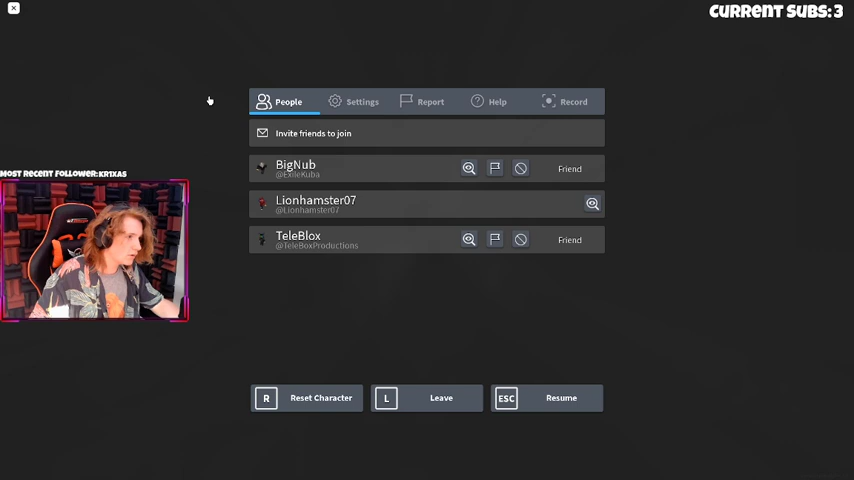 CURRENT SUBS: 3
People Settings Report Help Record
Invite friends to join
BigNub
@ExileKuba
Friend
MOST RECENT FOLLOWER: KR1XAS
Lionhamster07
@Lionhamster07
TeleBlox
@TeleBoxProductions
Friend
R Reset Character
L Leave
ESC Resume